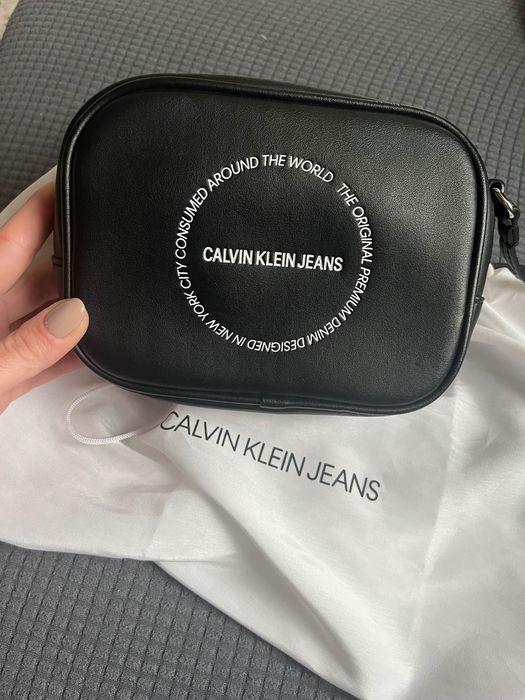 THE ORIGINAL PREMIUM DENIM DESIGNED IN NEW YORK CITY CONSUMED AROUND THE WORLD
CALVIN KLEIN JEANS
CALVIN KLEIN JEANS